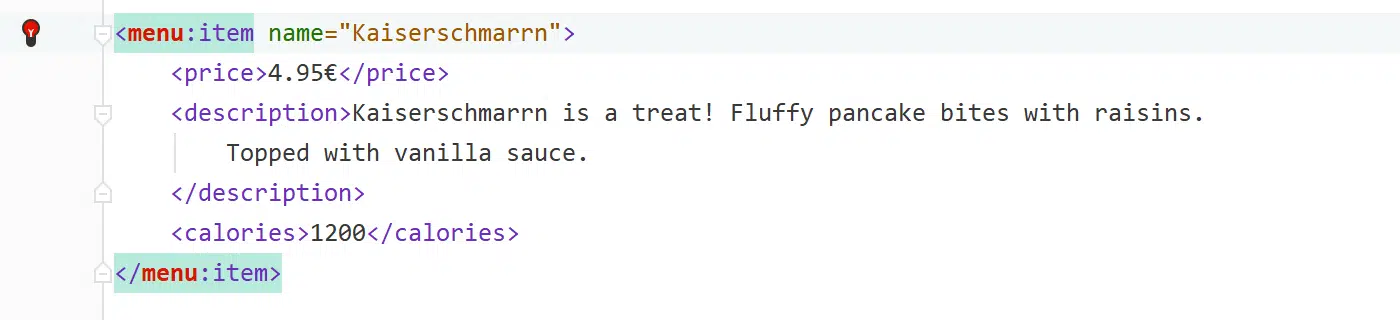 <menu:item name="Kaiserschmarrn">
    <price>4.95€</price>
    <description>Kaiserschmarrn is a treat! Fluffy pancake bites with raisins.
        Topped with vanilla sauce.
    </description>
    <calories>1200</calories>
</menu:item>